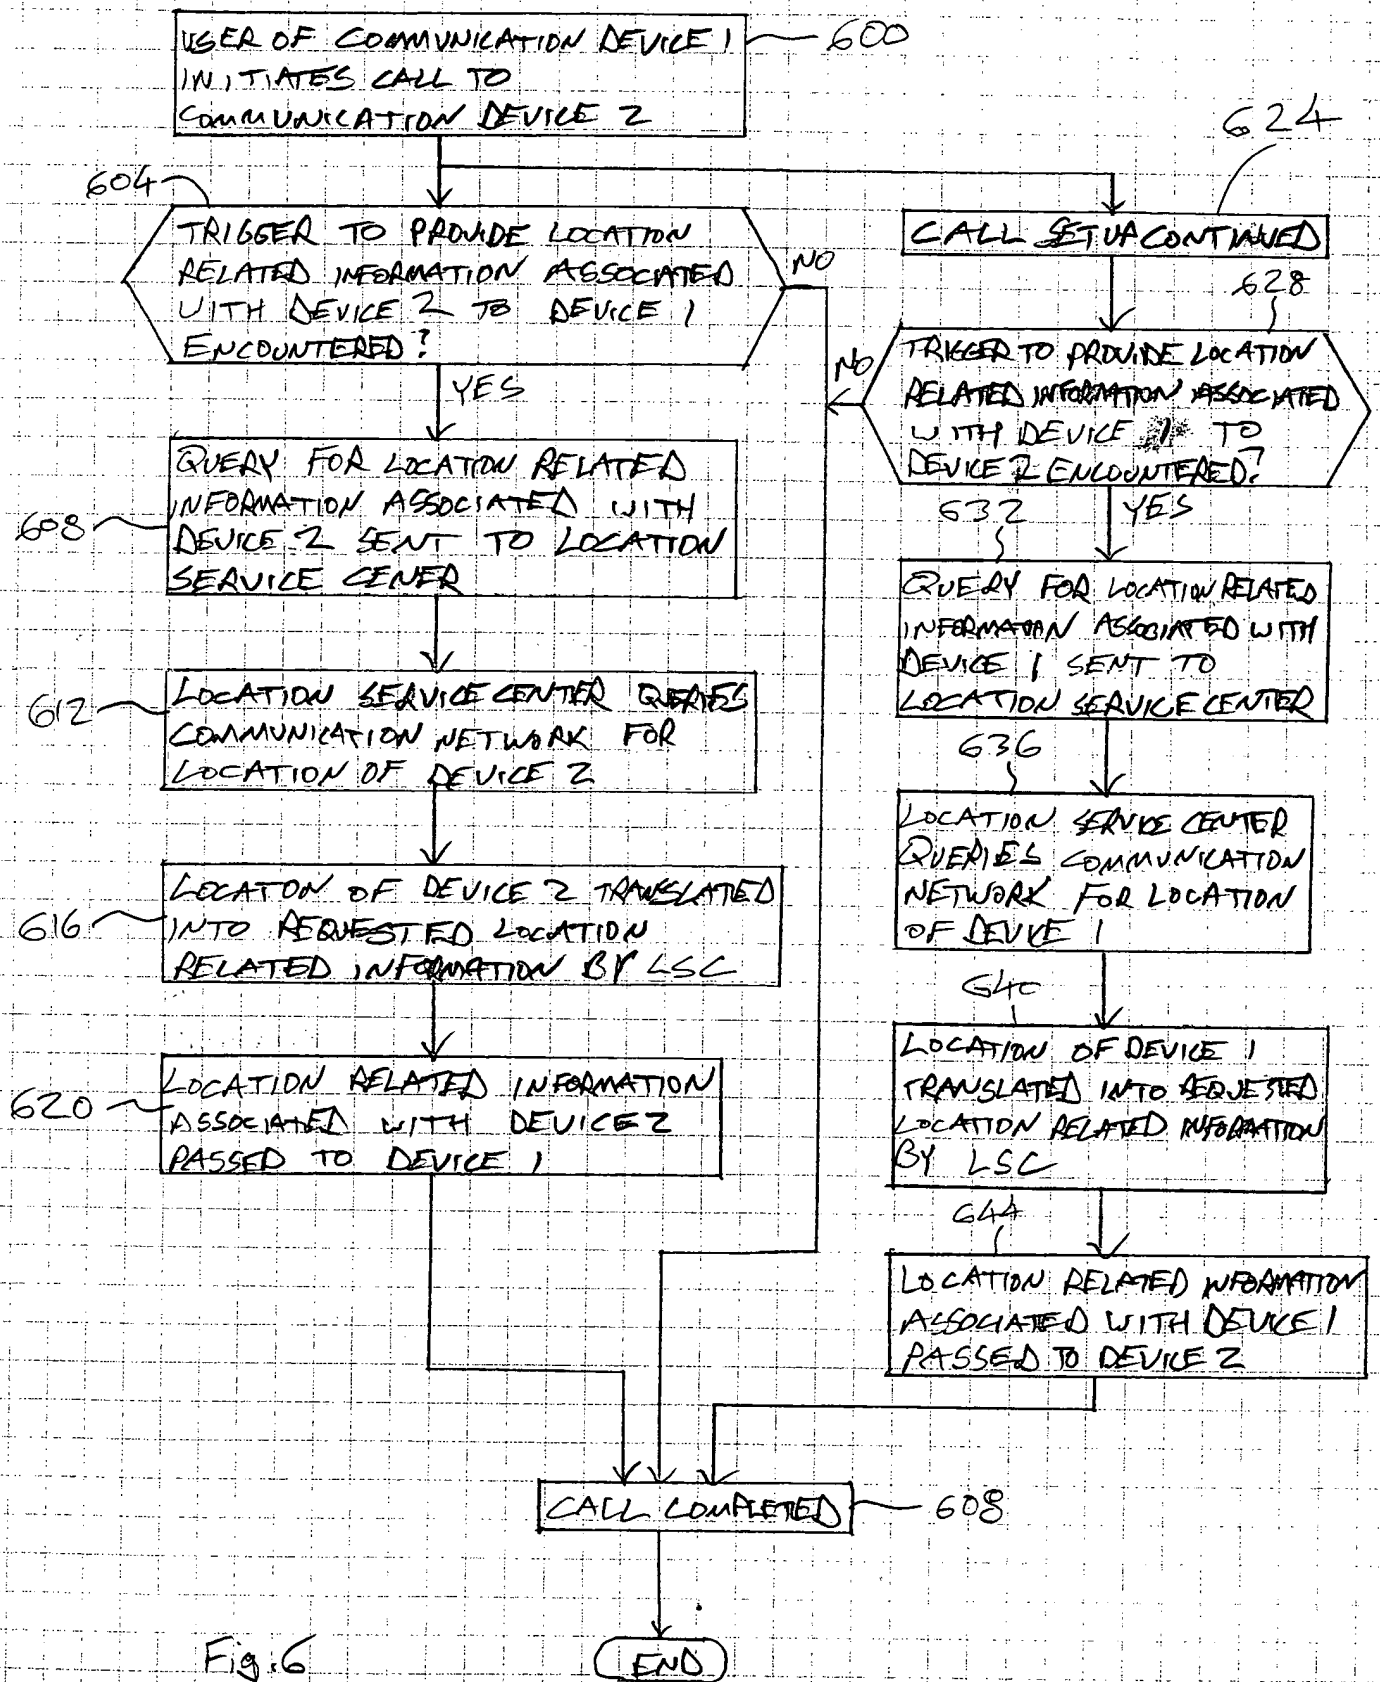 USER OF COMMUNICATION DEVICE 1
INITIATES CALL TO
COMMUNICATION DEVICE 2
600
624
604
TRIGGER TO PROVIDE LOCATION
RELATED INFORMATION ASSOCIATED
WITH DEVICE 2 TO DEVICE 1
ENCOUNTERED?
NO
YES
CALL SETUP CONTINUED
628
NO
TRIGGER TO PROVIDE LOCATION
RELATED INFORMATION ASSOCIATED
WITH DEVICE 1 TO
DEVICE 2 ENCOUNTERED?
YES
608
QUERY FOR LOCATION RELATED
INFORMATION ASSOCIATED WITH
DEVICE 2 SENT TO LOCATION
SERVICE CENER
632
QUERY FOR LOCATION RELATED
INFORMATION ASSOCIATED WITH
DEVICE 1 SENT TO
LOCATION SERVICE CENTER
612
LOCATION SERVICE CENTER QUERIES
COMMUNICATION NETWORK FOR
LOCATION OF DEVICE 2
636
LOCATION SERVICE CENTER
QUERIES COMMUNICATION
NETWORK FOR LOCATION
OF DEVICE 1
616
LOCATON OF DEVICE 2 TRANSLATED
INTO REQUESTED LOCATION
RELATED INFORMATION BY LSC
640
LOCATION OF DEVICE 1
TRANSLATED INTO REQUESTED
LOCATION RELATED INFORMATION
BY LSC
620
LOCATION RELATED INFORMATION
ASSOCIATED WITH DEVICE 2
PASSED TO DEVICE 1
644
LOCATION RELATED INFORMATION
ASSOCIATED WITH DEVICE 1
PASSED TO DEVICE 2
CALL COMPLETED
608
Fig. 6
END